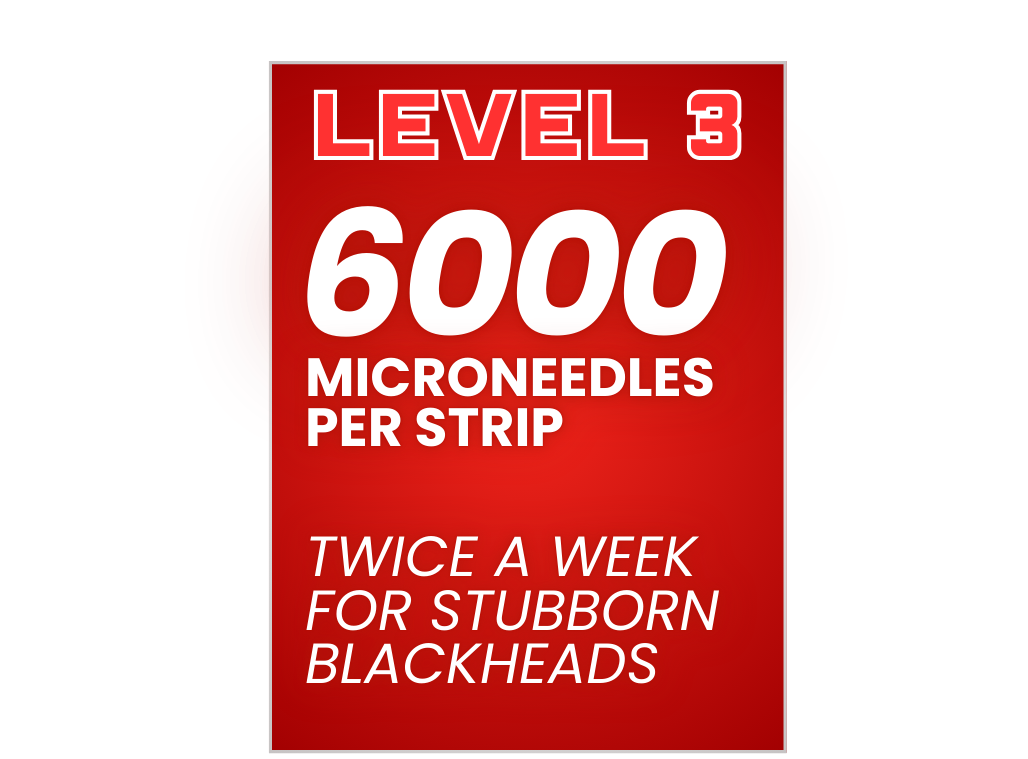 LEVEL 3
6000
MICRONEEDLES
PER STRIP
TWICE A WEEK
FOR STUBBORN
BLACKHEADS